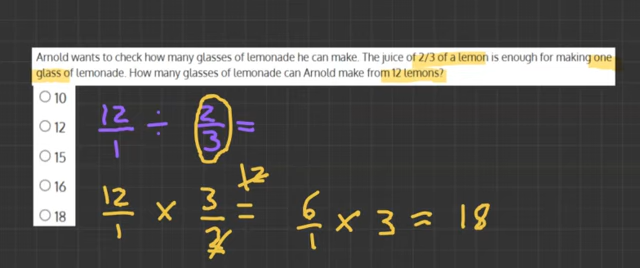 Arnold wants to check how many glasses of lemonade he can make. The juice of 2/3 of a lemon is enough for making one
glass of lemonade. How many glasses of lemonade can Arnold make from 12 lemons?
10
12
15
16
18
12/1 ÷ 2/3 =
12/1 × 3/2 = 6/1 × 3 = 18